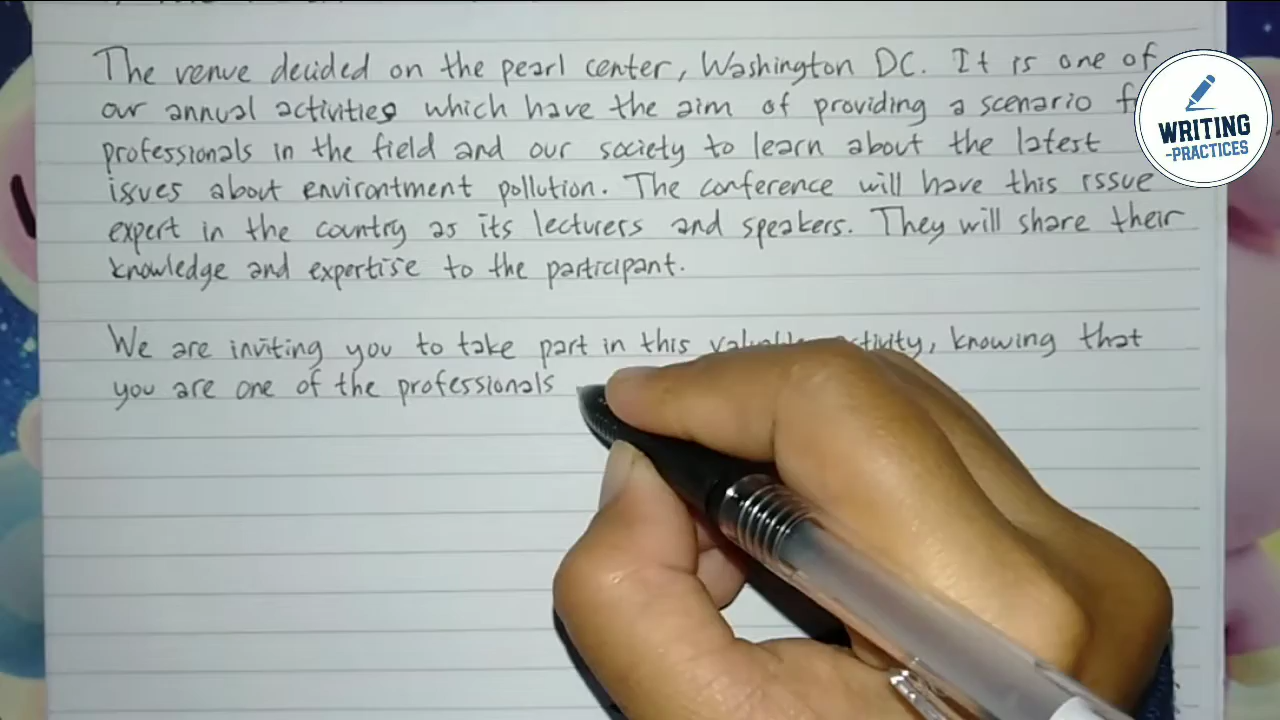 The venue decided on the pearl center, Washington DC. It is one of
our annual activities which have the aim of providing a scenario
professionals in the field and our society to learn about the latest
issues about environtment pollution. The conference will have this issue
expert in the country as its lecturers and speakers. They will share their
knowledge and expertise to the participant.
We are inviting you to take part in this knowing that
you are one of the professionals
WRITING
-PRACTICES